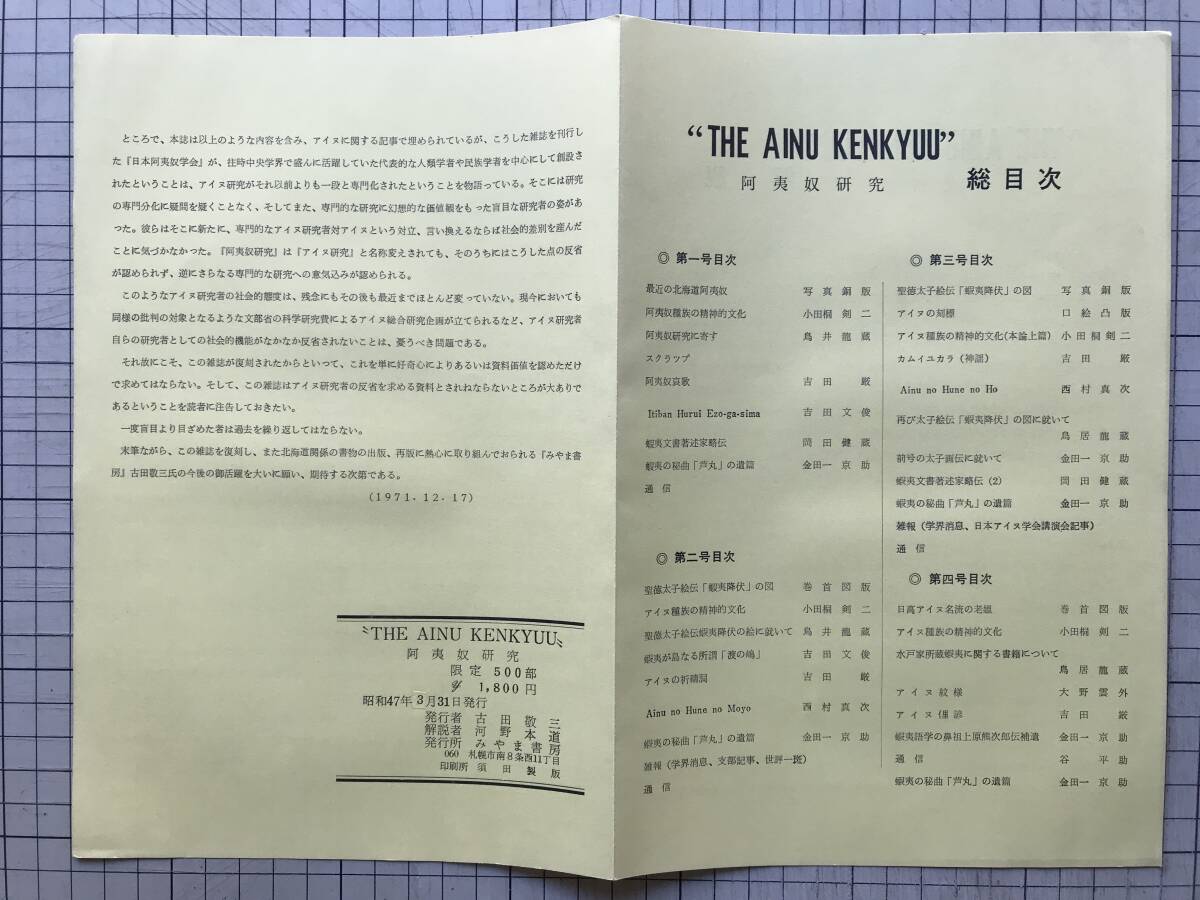 ところで、本誌は以上のような内容を含み、アイヌに関する記事で埋められているが、こうした雑誌を刊行し
た『日本阿夷奴学会』が、往時中央学界で盛んに活躍していた代表的な人類学者や民族学者を中心にして創設さ
れたということは、アイヌ研究がそれ以前よりも一段と専門化されたということを物語っている。そこには研究
の専門分化に疑問を疑くことなく、そしてまた、専門的な研究に幻想的な価値観をもった盲目な研究者の姿があ
った。彼らはそこに新たに、専門的なアイヌ研究者対アイヌという対立、言い換えるならば社会的差別を産んだ
ことに気づかなかった。『阿夷奴研究』は『アイヌ研究』と名称変えされても、そのうちにはこうした点の反省
が認められず、逆にさらなる専門的な研究への意気込みが認められる。
このようなアイヌ研究者の社会的態度は、残念にもその後も最近までほとんど変っていない。現今においても
同様の批判の対象となるような文部省の科学研究費によるアイヌ総合研究企画が立てられるなど、アイヌ研究者
自らの研究者としての社会的機能がなかなか反省されないことは、憂うべき問題である。
それ故にこそ、この雑誌が復刻されたからといつて、これを単に好奇心によりあるいは資料価値を認めただけ
で求めてはならない。そして、この雑誌はアイヌ研究者の反省を求める資料とされねならないところが大ありで
あるということを読者に注告しておきたい。
一度盲目より目ざめた者は過去を繰り返してはならない。
末筆ながら、この雑誌を復刻し、また北海道関係の書物の出版、再版に熱心に取り組んでおられる『みやま書
房』古田敬三氏の今後の御活躍を大いに願い、期待する次第である。
(1971.12.17)
〝THE AINU KENKYUU〟
阿夷奴研究
限定 500部
1,800円
昭和47年3月31日発行
発行者 古田敬三
解説者 河野本道
発行所 みやま書房
060 札幌市南8条西11丁目
印刷所 須田製版
“THE AINU KENKYUU”
阿夷奴研究 総目次
◎ 第一号目次
最近の北海道阿夷奴 写真銅版
阿夷奴種族の精神的文化 小田桐剣二
阿夷奴研究に寄す 鳥井龍蔵
スクラツプ
阿夷奴哀歌 吉田巌
Itiban Hurui Ezo-ga-sima 吉田文俊
蝦夷文書著述家略伝 岡田健蔵
蝦夷の秘曲「芦丸」の遺篇 金田一京助
通信
◎ 第二号目次
聖徳太子絵伝「蝦夷降伏」の図 巻首図版
アイヌ種族の精神的文化 小田桐剣二
聖徳太子絵伝蝦夷降伏の絵に就いて 鳥井龍蔵
蝦夷が島なる所謂「渡の嶋」 吉田文俊
アイヌの祈祷詞 吉田巌
Ainu no Hune no Moyo 西村真次
蝦夷の秘曲「芦丸」の遺篇 金田一京助
雑報(学界消息、支部記事、世評一斑)
通信
◎ 第三号目次
聖徳太子絵伝「蝦夷降伏」の図 写真銅版
アイヌの刻標 口絵凸版
アイヌ種族の精神的文化(本論上篇) 小田桐剣二
カムイユカラ(神謡) 吉田巌
Ainu no Hune no Ho 西村真次
再び太子絵伝「蝦夷降伏」の図に就いて
鳥居龍蔵
前号の太子画伝に就いて 金田一京助
蝦夷文書著述家略伝(2) 岡田健蔵
蝦夷の秘曲「芦丸」の遺篇 金田一京助
雑報(学界消息、日本アイヌ学会講演会記事)
通信
◎ 第四号目次
日高アイヌ名流の老媼 巻首図版
アイヌ種族の精神的文化 小田桐剣二
水戸家所蔵蝦夷に関する書籍について
鳥居龍蔵
アイヌ紋様 大野雲外
アイヌ俚諺 吉田巌
蝦夷語学の鼻祖上原熊次郎伝補遺 金田一京助
通信 谷平助
蝦夷の秘曲「芦丸」の遺篇 金田一京助